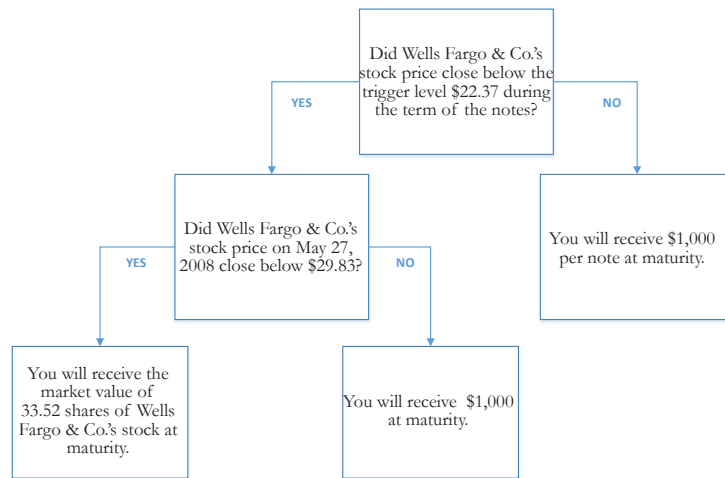 Did Wells Fargo & Co.'s
stock price close below the
trigger level $22.37 during
the term of the notes?
YES
NO
Did Wells Fargo & Co.'s
stock price on May 27,
2008 close below $29.83?
You will receive $1,000
per note at maturity.
YES
NO
You will receive the
market value of
33.52 shares of Wells
Fargo & Co.'s stock at
maturity.
You will receive $1,000
at maturity.